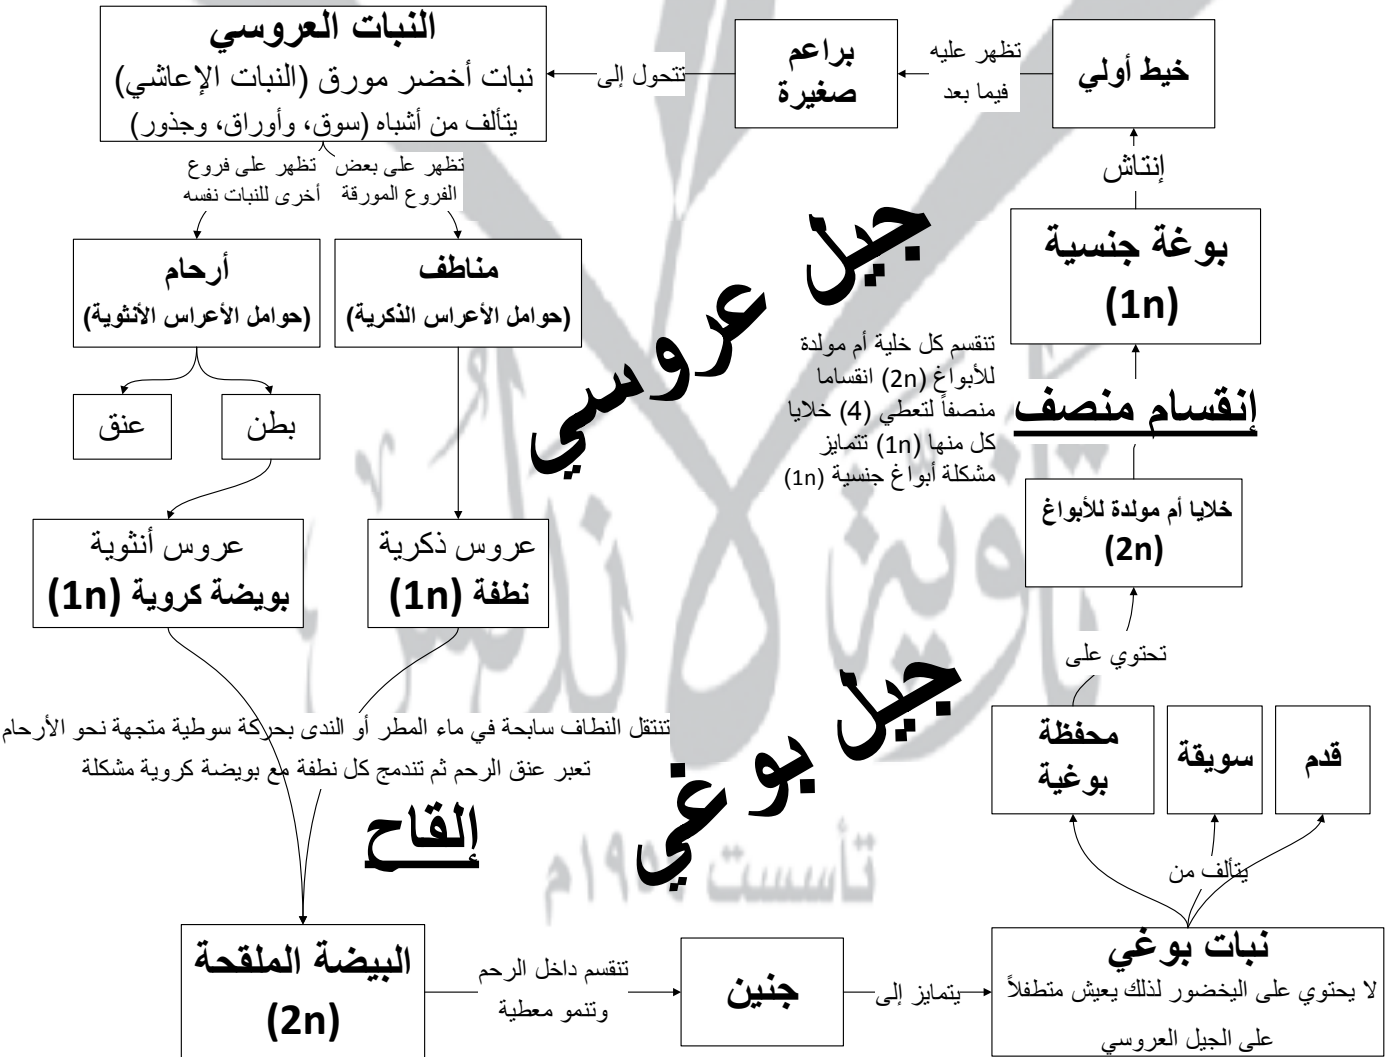 النبات العروسي
نبات أخضر مورق (النبات الإعاشي)
يتألف من أشباه (سوق، وأوراق، وجذور)
تتحول إلى
براعم
صغيرة
تظهر عليه
فيما بعد
خيط أولي
إنتاش
بوغة جنسية
(1n)
تظهر على بعض
الفروع المورقة
تظهر على فروع
أخرى للنبات نفسه
مناطف
(حوامل الأعراس الذكرية)
أرحام
(حوامل الأعراس الأنثوية)
بطن
عنق
جيل عروسي
تنقسم كل خلية أم مولدة
للأبواغ (2n) انقساما
منصفاً لتعطي (4) خلايا
كل منها (1n) تتمايز
مشكلة أبواغ جنسية (1n)
إنقسام منصف
خلايا أم مولدة للأبواغ
(2n)
عروس ذكرية
نطفة (1n)
عروس أنثوية
بويضة كروية (1n)
تحتوي على
جيل بوغي
تنتقل النطاف سابحة في ماء المطر أو الندى بحركة سوطية متجهة نحو الأرحام
تعبر عنق الرحم ثم تندمج كل نطفة مع بويضة كروية مشكلة
إلقاح
محفظة
بوغية
سويقة
قدم
يتألف من
نبات بوغي
لا يحتوي على اليخضور لذلك يعيش متطفلاً
على الجيل العروسي
يتمايز إلى
جنين
تنقسم داخل الرحم
وتنمو معطية
البيضة الملقحة
(2n)
ثانوية الاندلس
تأسست